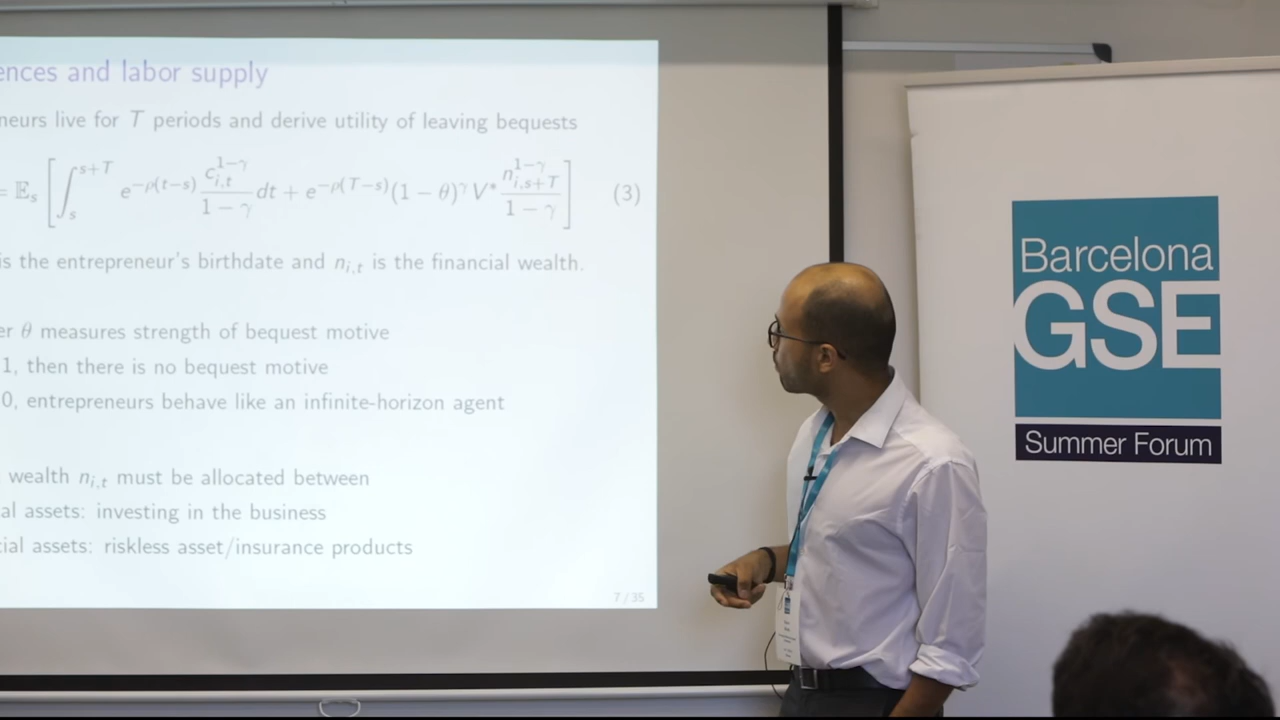 ences and labor supply
neurs live for T periods and derive utility of leaving bequests
= 𝔼_s [ ∫_s^{s+T} e^{−ρ(t−s)} c_{i,t}^{1−γ} / 1 − γ dt + e^{−ρ(T−s)} (1 − θ)^γ V* n_{i,s+T}^{1−γ} / 1 − γ ] (3)
is the entrepreneur's birthdate and n_{i,t} is the financial wealth.
er θ measures strength of bequest motive
1, then there is no bequest motive
0, entrepreneurs behave like an infinite-horizon agent
wealth n_{i,t} must be allocated between
al assets: investing in the business
cial assets: riskless asset/insurance products
7 / 35
Barcelona
GSE
Summer Forum